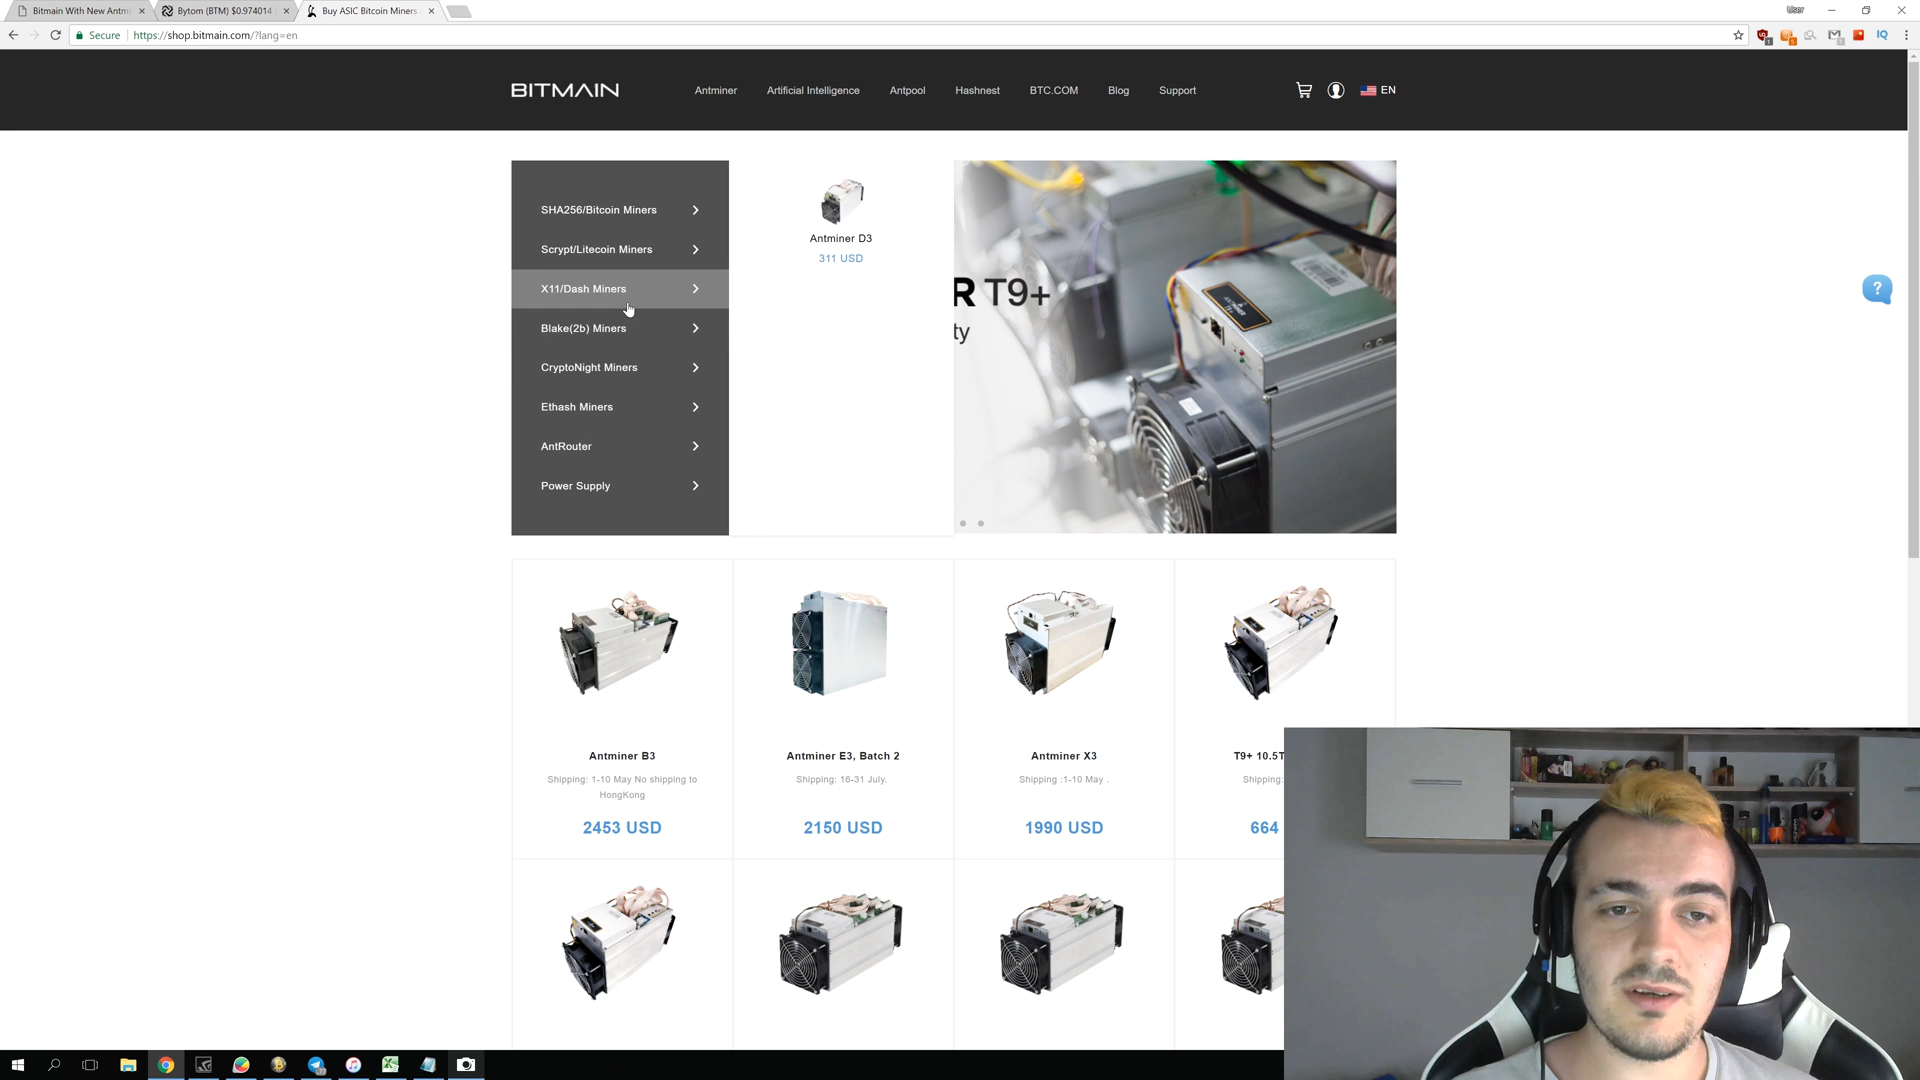 Bitmain With New Antmi
Bytom (BTM) $0.974014
Buy ASIC Bitcoin Miners
User
Secure
https://shop.bitmain.com/?lang=en
IQ
BITMAIN
Antminer
Artificial Intelligence
Antpool
Hashnest
BTC.COM
Blog
Support
EN
SHA256/Bitcoin Miners
Scrypt/Litecoin Miners
X11/Dash Miners
Blake(2b) Miners
CryptoNight Miners
Ethash Miners
AntRouter
Power Supply
Antminer D3
311 USD
R T9+
ty
?
Antminer B3
Shipping: 1-10 May No shipping to
HongKong
2453 USD
Antminer E3, Batch 2
Shipping: 16-31 July.
2150 USD
Antminer X3
Shipping :1-10 May .
1990 USD
T9+ 10.5T
Shipping:
664